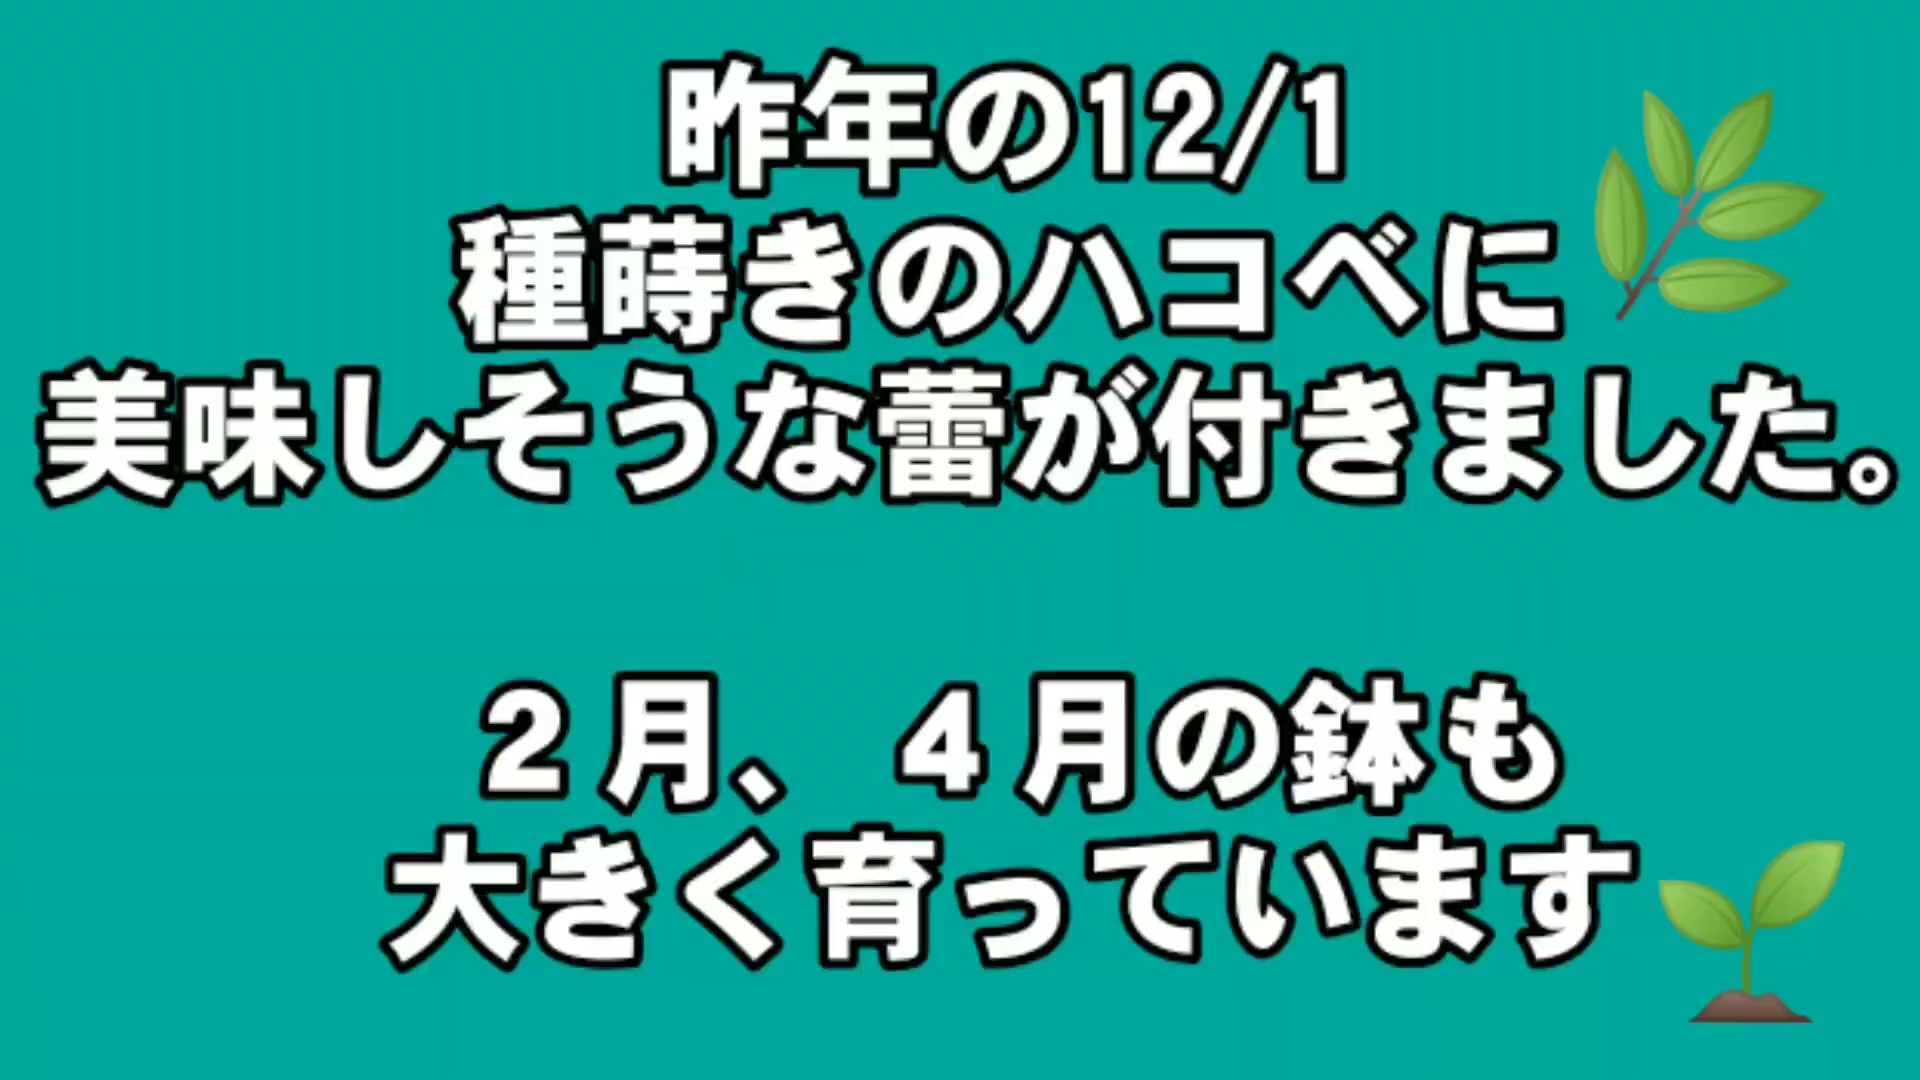 昨年の12/1
種蒔きのハコベに
美味しそうな蕾が付きました。
２月、４月の鉢も
大きく育っています